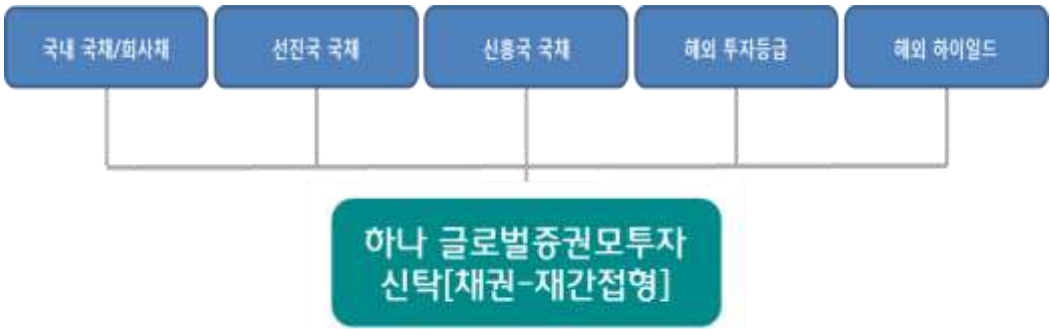 국내 국채/회사채
선진국 국채
신흥국 국채
해외 투자등급
해외 하이일드
하나 글로벌증권모투자
신탁[채권-재간접형]